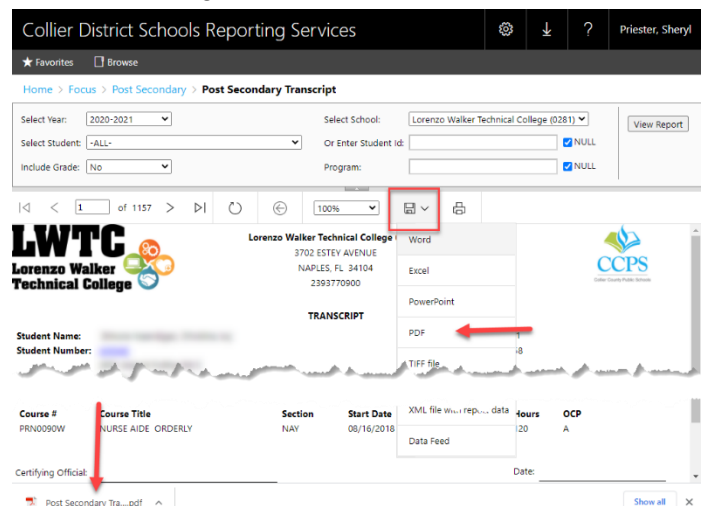 Collier District Schools Reporting Services ? Priester, Sheryl
★ Favorites Browse
Home > Focus > Post Secondary > Post Secondary Transcript
Select Year: 2020-2021 Select School: Lorenzo Walker Technical College (0281) View Report
Select Student: -ALL- Or Enter Student Id: NULL
Include Grade: No Program: NULL
1 of 1157 100%
LWTC
Lorenzo Walker
Technical College
Lorenzo Walker Technical College
3702 ESTEY AVENUE
NAPLES, FL 34104
2393770900
TRANSCRIPT
CCPS
Collier County Public Schools
Word
Excel
PowerPoint
PDF
TIFF file
Student Name:
Student Number:
Course # Course Title Section Start Date Hours OCP
PRN0090W NURSE AIDE ORDERLY NAY 08/16/2018 120 A
XML file with report data
Data Feed
Certifying Official: Date:
Post Secondary Tra....pdf Show all X